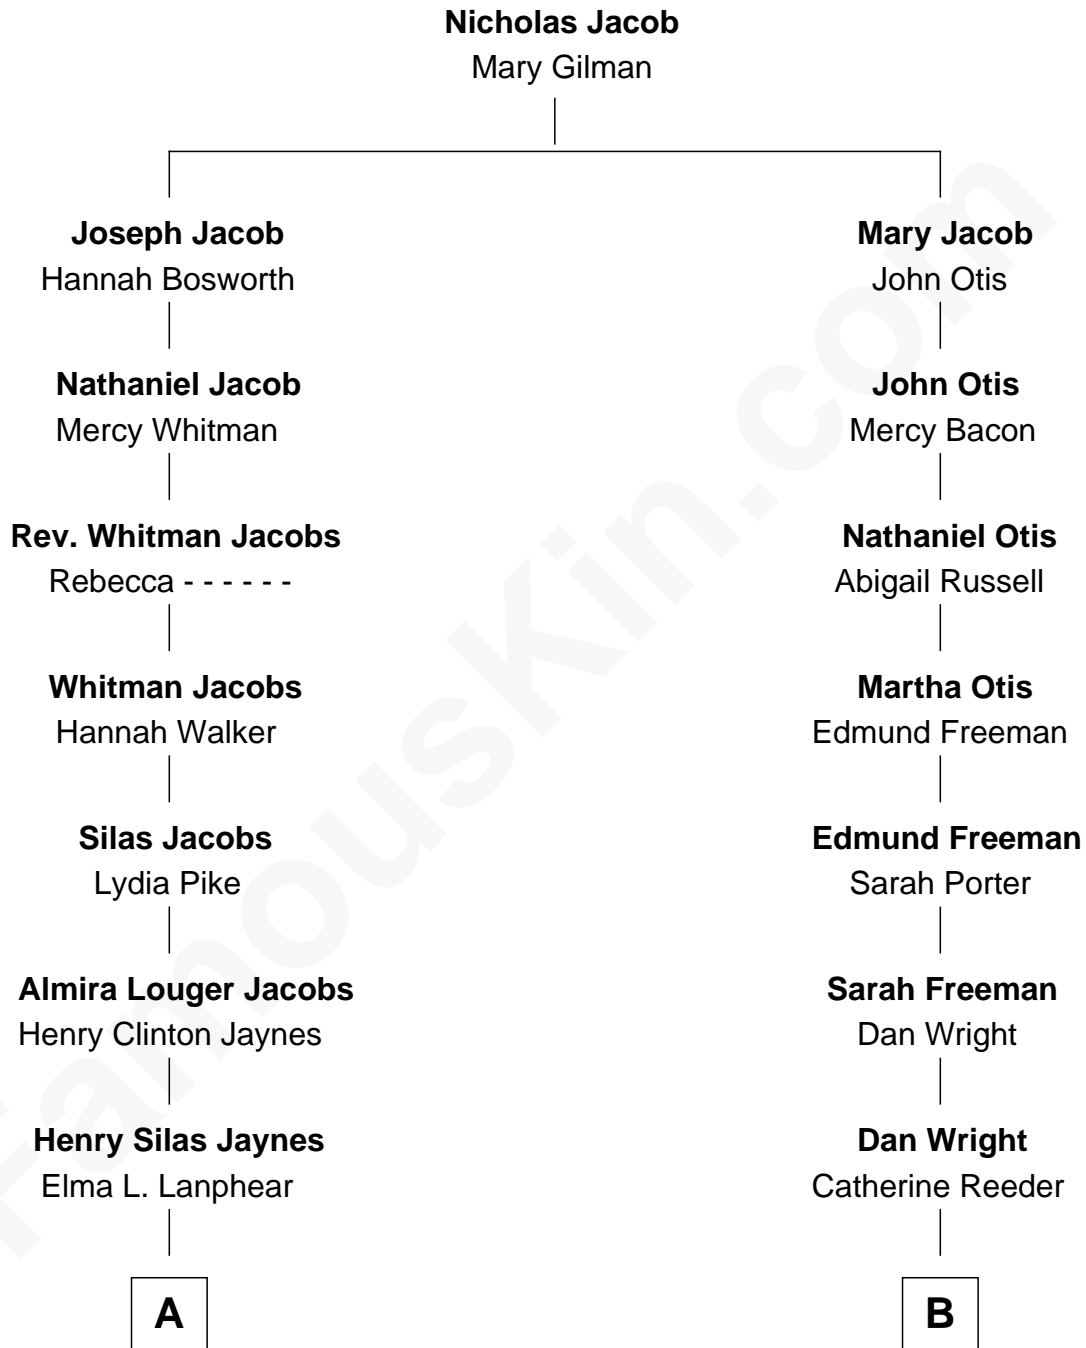 Nicholas Jacob
Mary Gilman
Joseph Jacob
Hannah Bosworth
Mary Jacob
John Otis
Nathaniel Jacob
Mercy Whitman
John Otis
Mercy Bacon
Rev. Whitman Jacobs
Rebecca - - - - - -
Nathaniel Otis
Abigail Russell
Whitman Jacobs
Hannah Walker
Martha Otis
Edmund Freeman
Silas Jacobs
Lydia Pike
Edmund Freeman
Sarah Porter
Almira Louger Jacobs
Henry Clinton Jaynes
Sarah Freeman
Dan Wright
Henry Silas Jaynes
Elma L. Lanphear
Dan Wright
Catherine Reeder
A
B
FamousKin.com